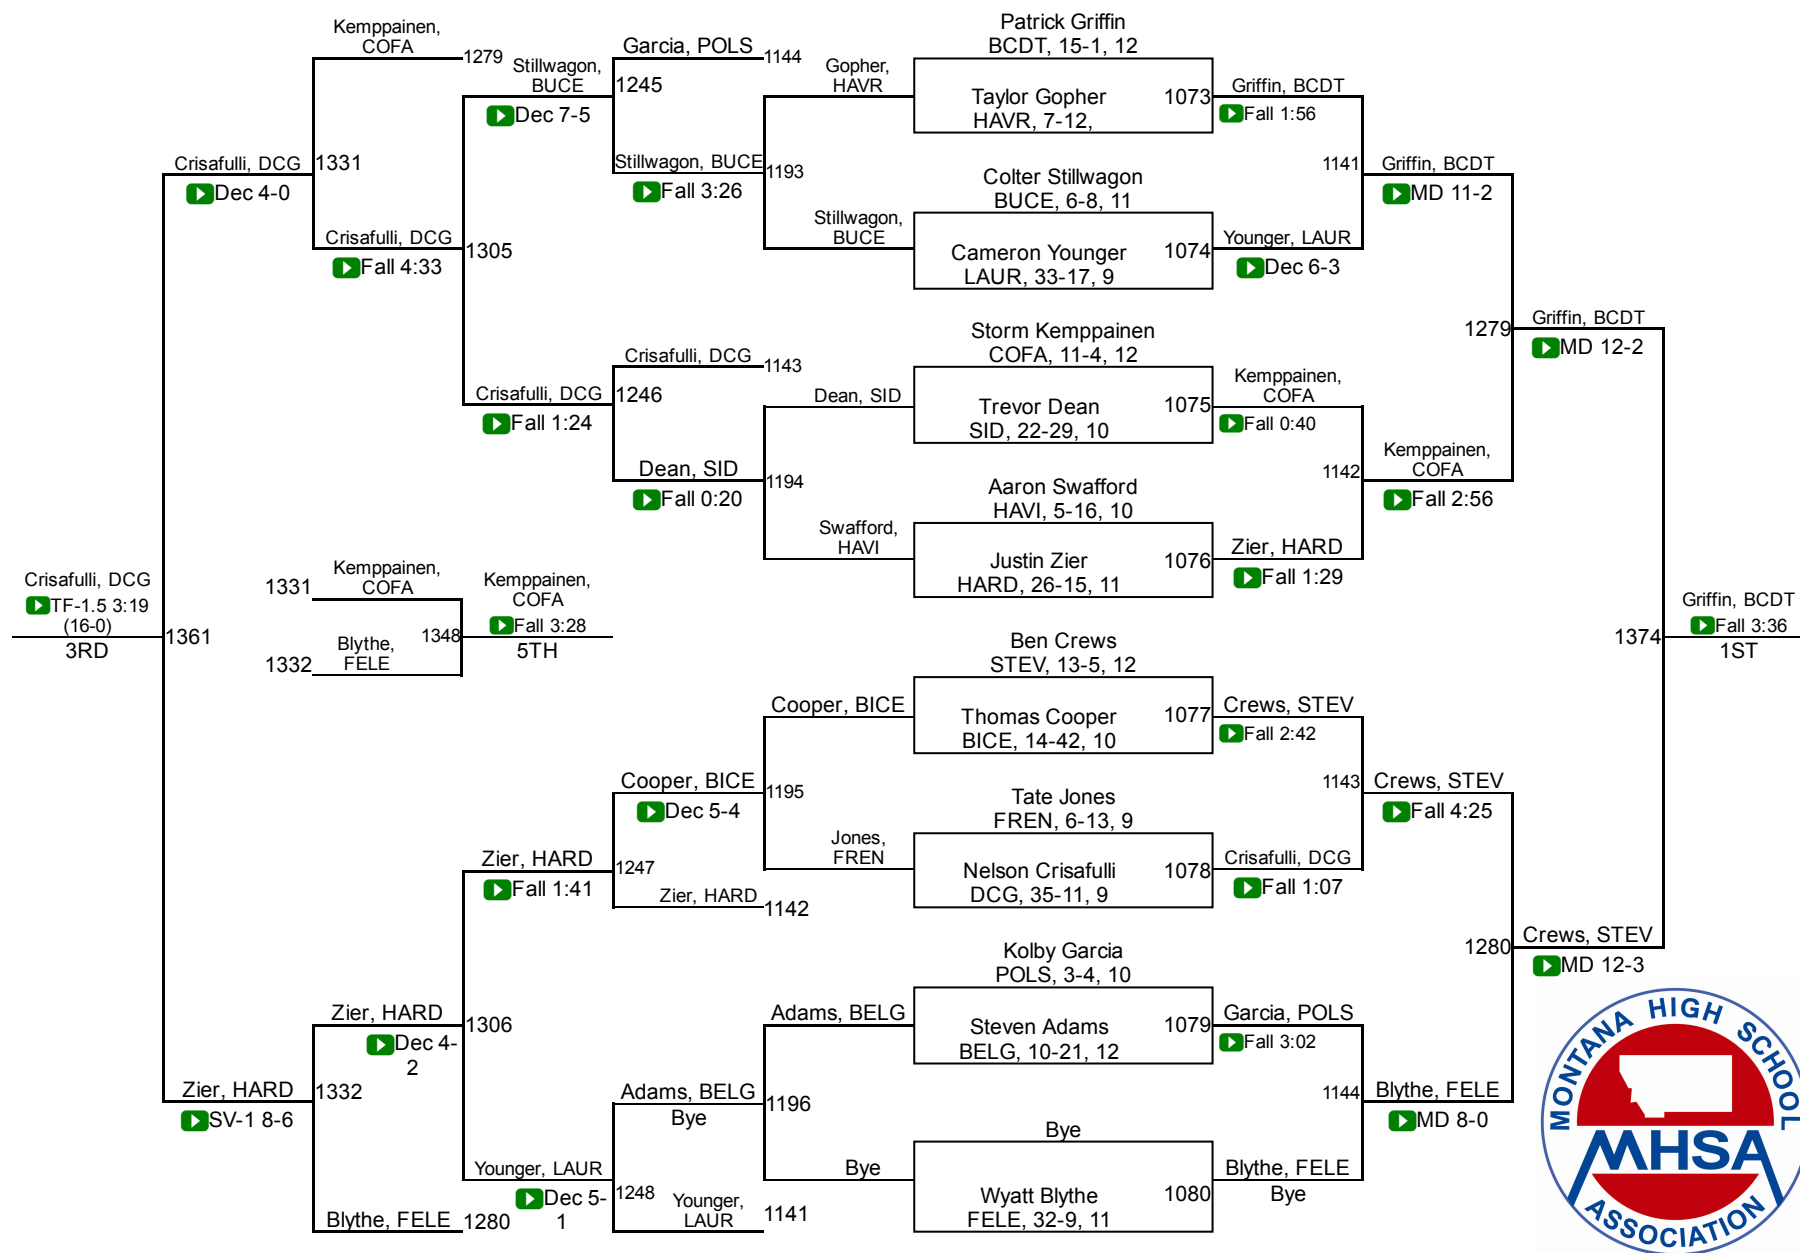 Kemppainen,
COFA
1279
Crisafulli, DCG
Dec 4-0
1331
Crisafulli, DCG
Fall 4:33
Stillwagon,
BUCE
Dec 7-5
1305
Crisafulli, DCG
Fall 1:24
Garcia, POLS
1144
1245
Stillwagon, BUCE
Fall 3:26
1193
Crisafulli, DCG
1143
1246
Dean, SID
Fall 0:20
1194
Gopher,
HAVR
Stillwagon,
BUCE
Dean, SID
Swafford,
HAVI
Patrick Griffin
BCDT, 15-1, 12
Taylor Gopher
HAVR, 7-12,
1073
Griffin, BCDT
Fall 1:56
Colter Stillwagon
BUCE, 6-8, 11
Cameron Younger
LAUR, 33-17, 9
1074
Younger, LAUR
Dec 6-3
1141
Griffin, BCDT
MD 11-2
Storm Kemppainen
COFA, 11-4, 12
Trevor Dean
SID, 22-29, 10
1075
Kemppainen,
COFA
Fall 0:40
Aaron Swafford
HAVI, 5-16, 10
Justin Zier
HARD, 26-15, 11
1076
Zier, HARD
Fall 1:29
1142
Kemppainen,
COFA
Fall 2:56
1279
Griffin, BCDT
MD 12-2
Crisafulli, DCG
TF-1.5 3:19
(16-0)
3RD
1361
1331
Kemppainen,
COFA
1332
Blythe,
FELE
1348
Kemppainen,
COFA
Fall 3:28
5TH
1374
Griffin, BCDT
Fall 3:36
1ST
Ben Crews
STEV, 13-5, 12
Thomas Cooper
BICE, 14-42, 10
1077
Crews, STEV
Fall 2:42
Tate Jones
FREN, 6-13, 9
Nelson Crisafulli
DCG, 35-11, 9
1078
Crisafulli, DCG
Fall 1:07
1143
Crews, STEV
Fall 4:25
Cooper, BICE
Jones,
FREN
Cooper, BICE
Dec 5-4
1195
Zier, HARD
Fall 1:41
1247
Zier, HARD
1142
Kolby Garcia
POLS, 3-4, 10
Steven Adams
BELG, 10-21, 12
1079
Garcia, POLS
Fall 3:02
Bye
Wyatt Blythe
FELE, 32-9, 11
1080
Blythe, FELE
Bye
1144
Blythe, FELE
MD 8-0
1280
Crews, STEV
MD 12-3
Adams, BELG
Bye
Adams, BELG
Bye
1196
Zier, HARD
Dec 4-
2
1306
Younger, LAUR
Dec 5-
1
1248
Younger,
LAUR
1141
Zier, HARD
SV-1 8-6
1332
Blythe, FELE
1280
MONTANA HIGH SCHOOL
MHSA
ASSOCIATION